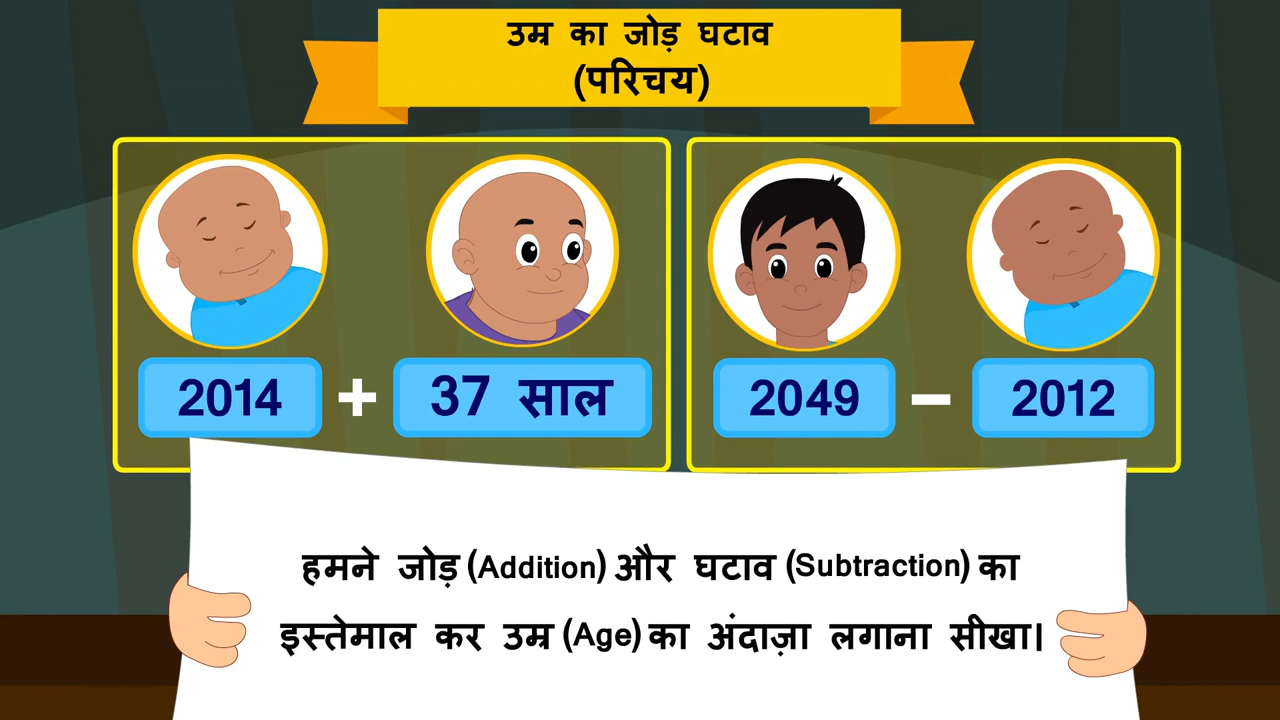 उम्र का जोड़ घटाव
(परिचय)
2014 + 37 साल
2049 – 2012
हमने जोड़ (Addition) और घटाव (Subtraction) का
इस्तेमाल कर उम्र (Age) का अंदाज़ा लगाना सीखा।